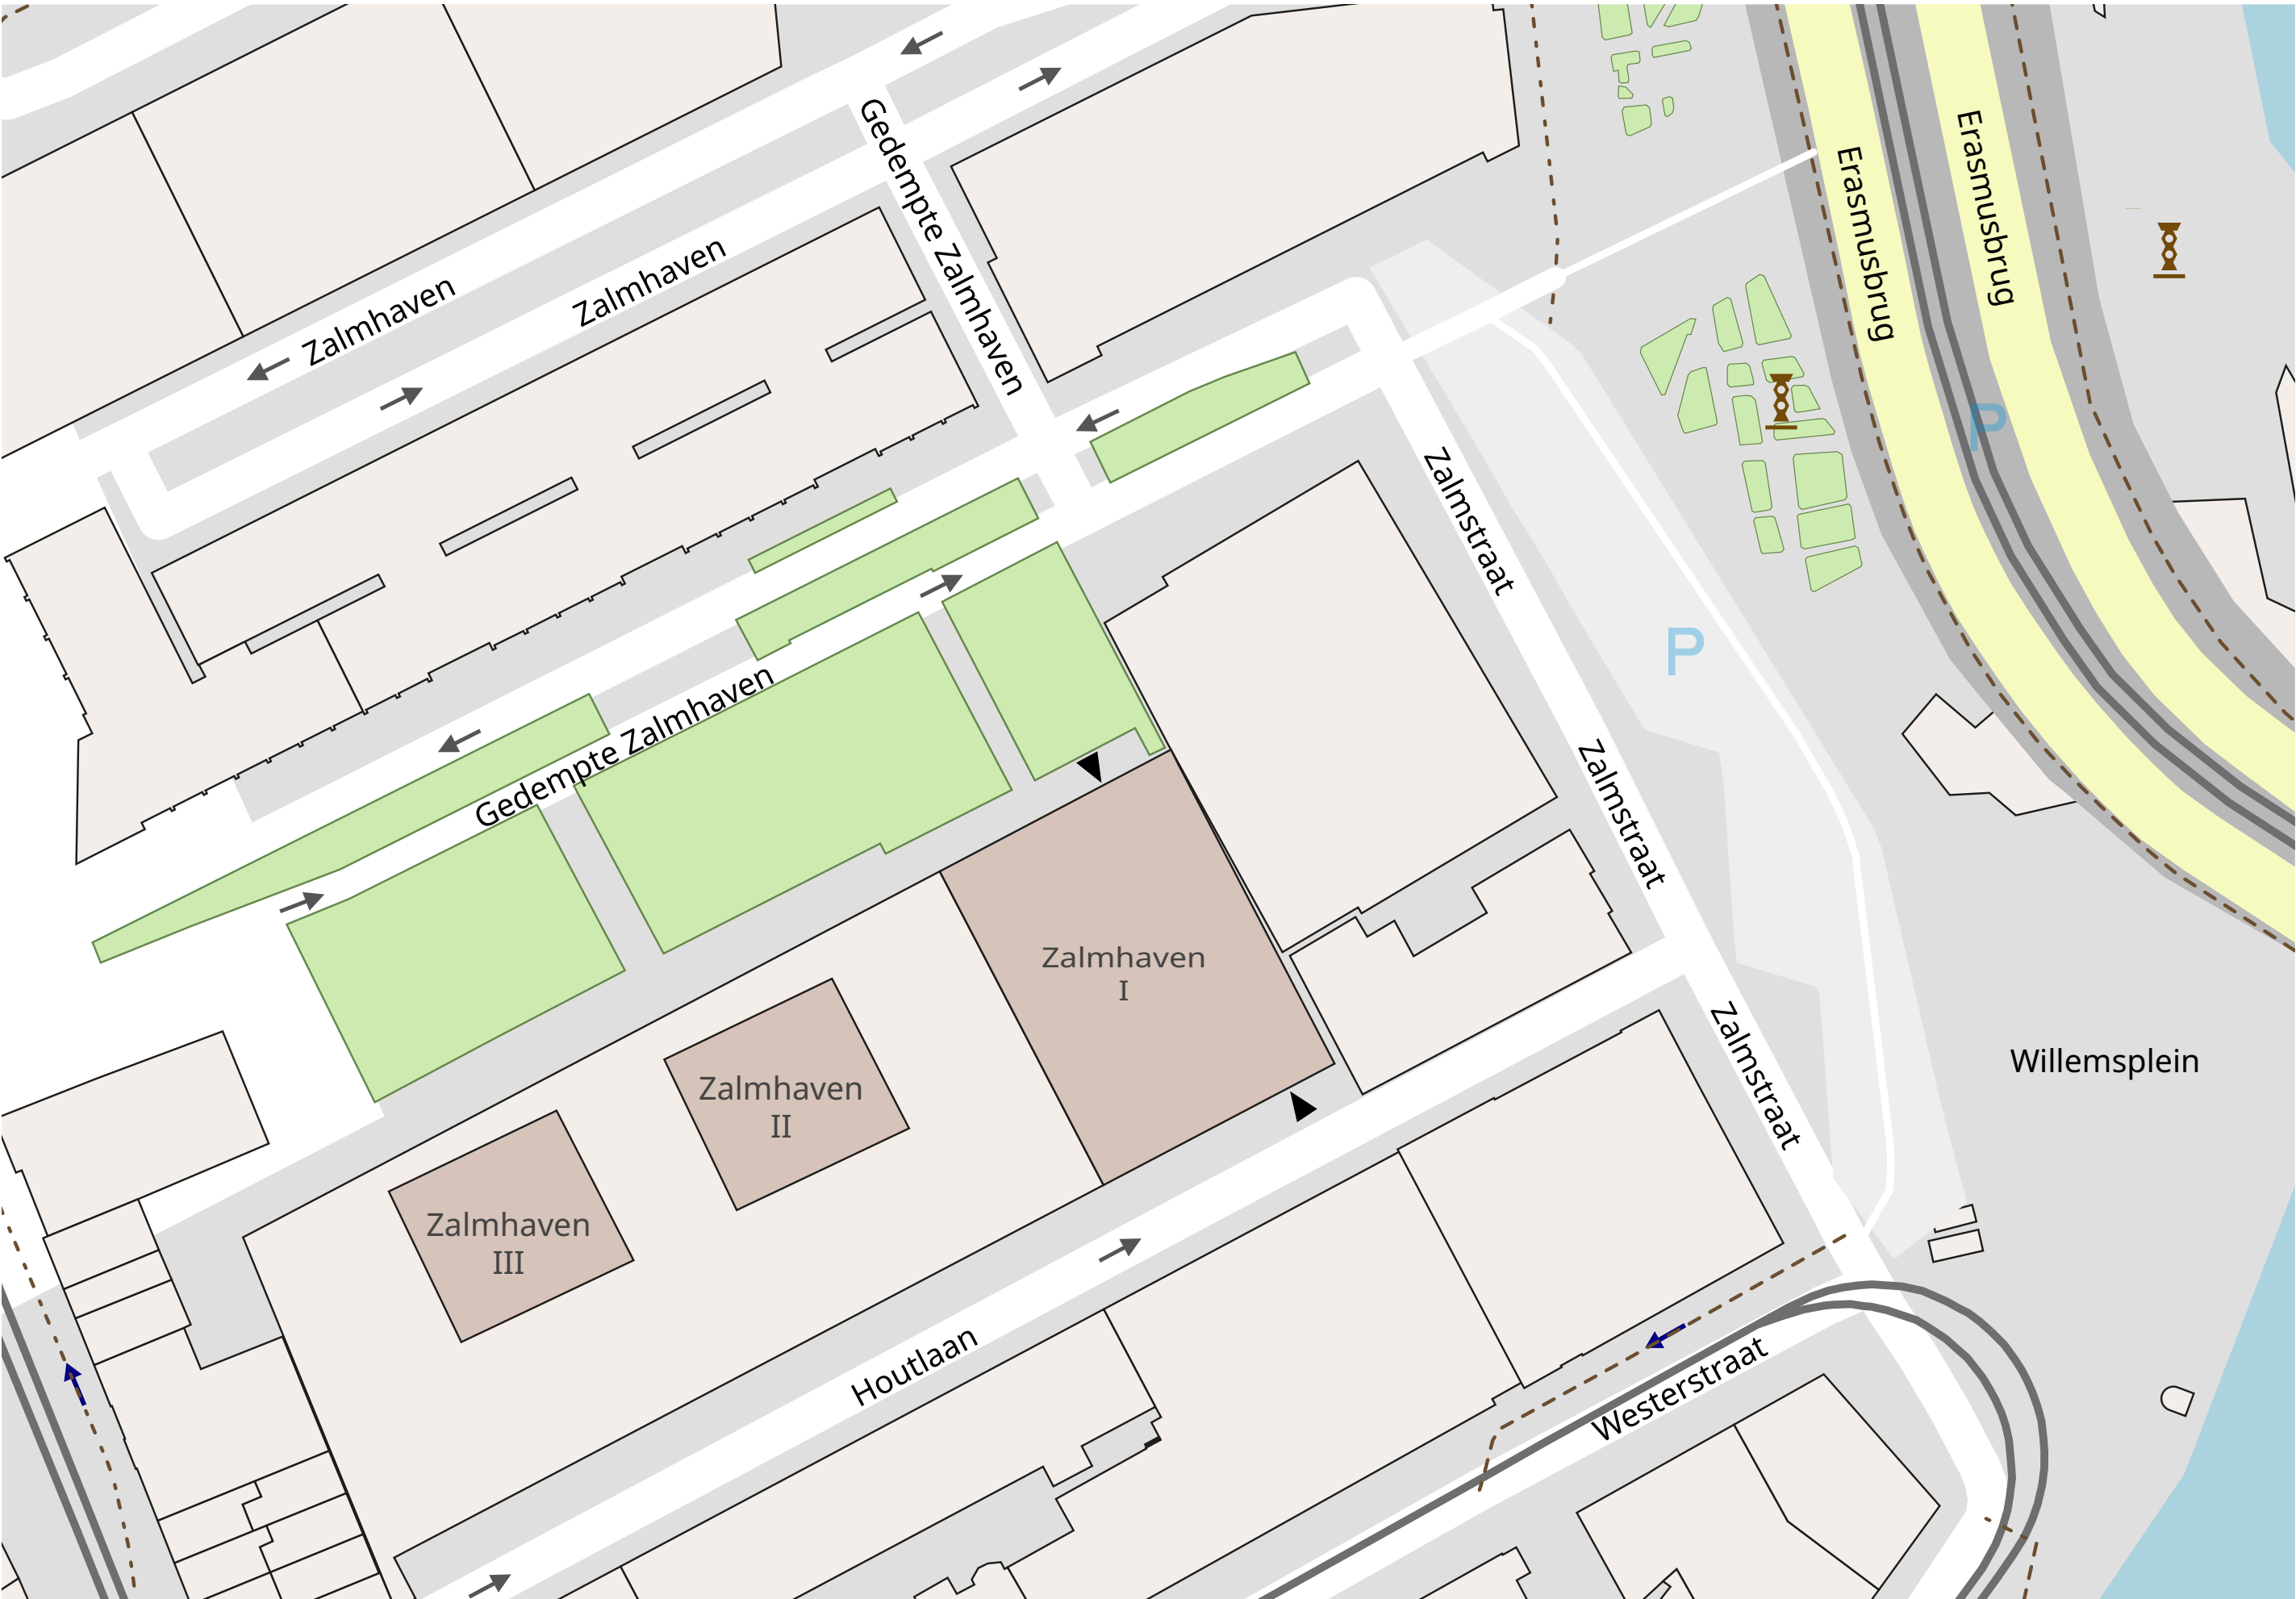 Gedempte Zalmhaven
Erasmusbrug
Erasmusbrug
Zalmhaven
Zalmhaven
P
Zalmstraat
P
Gedempte Zalmhaven
Zalmstraat
Zalmhaven
I
Zalmstraat
Willemsplein
Zalmhaven
II
Zalmhaven
III
Houtlaan
Westerstraat